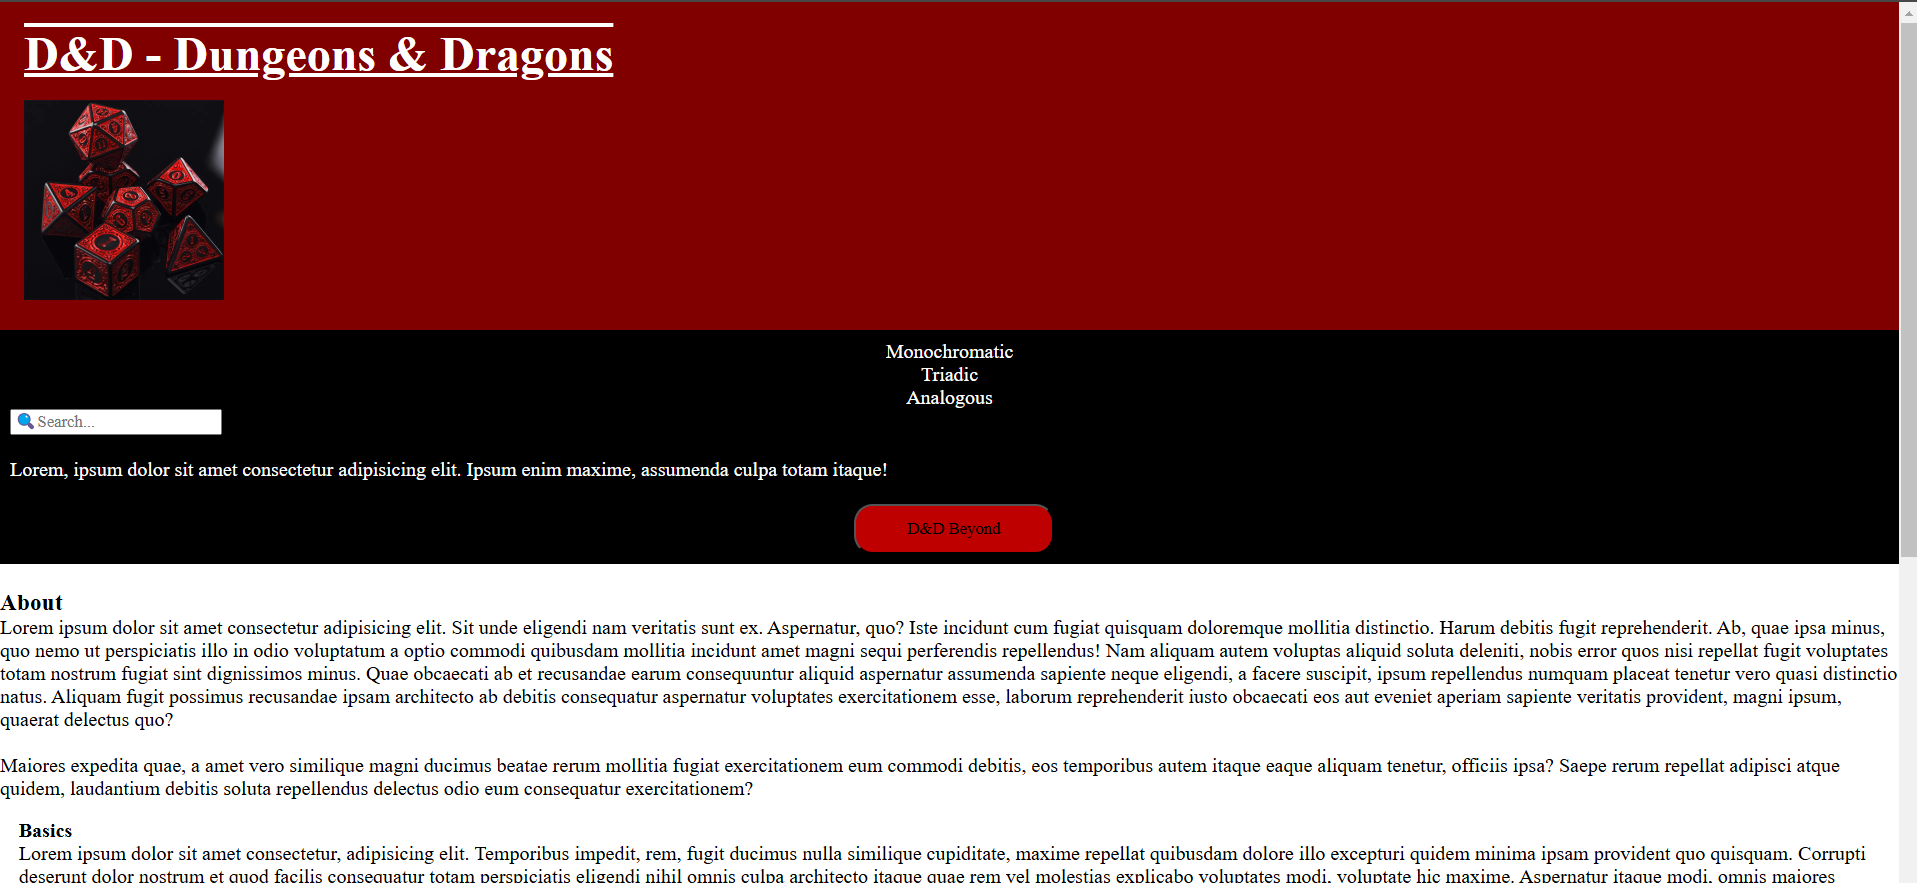 D&D - Dungeons & Dragons
Monochromatic
Triadic
Analogous
Search...
Lorem, ipsum dolor sit amet consectetur adipisicing elit. Ipsum enim maxime, assumenda culpa totam itaque!
D&D Beyond
About
Lorem ipsum dolor sit amet consectetur adipisicing elit. Sit unde eligendi nam veritatis sunt ex. Aspernatur, quo? Iste incidunt cum fugiat quisquam doloremque mollitia distinctio. Harum debitis fugit reprehenderit. Ab, quae ipsa minus,
quo nemo ut perspiciatis illo in odio voluptatum a optio commodi quibusdam mollitia incidunt amet magni sequi perferendis repellendus! Nam aliquam autem voluptas aliquid soluta deleniti, nobis error quos nisi repellat fugit voluptates
totam nostrum fugiat sint dignissimos minus. Quae obcaecati ab et recusandae earum consequuntur aliquid aspernatur assumenda sapiente neque eligendi, a facere suscipit, ipsum repellendus numquam placeat tenetur vero quasi distinctio
natus. Aliquam fugit possimus recusandae ipsam architecto ab debitis consequatur aspernatur voluptates exercitationem esse, laborum reprehenderit iusto obcaecati eos aut eveniet aperiam sapiente veritatis provident, magni ipsum,
quaerat delectus quo?
Maiores expedita quae, a amet vero similique magni ducimus beatae rerum mollitia fugiat exercitationem eum commodi debitis, eos temporibus autem itaque eaque aliquam tenetur, officiis ipsa? Saepe rerum repellat adipisci atque
quidem, laudantium debitis soluta repellendus delectus odio eum consequatur exercitationem?
Basics
Lorem ipsum dolor sit amet consectetur, adipisicing elit. Temporibus impedit, rem, fugit ducimus nulla similique cupiditate, maxime repellat quibusdam dolore illo excepturi quidem minima ipsam provident quo quisquam. Corrupti
deserunt dolor nostrum et quod facilis consequatur totam perspiciatis eligendi nihil omnis culpa architecto itaque quae rem vel molestias explicabo voluptates modi, voluptate hic maxime. Aspernatur itaque modi, omnis maiores